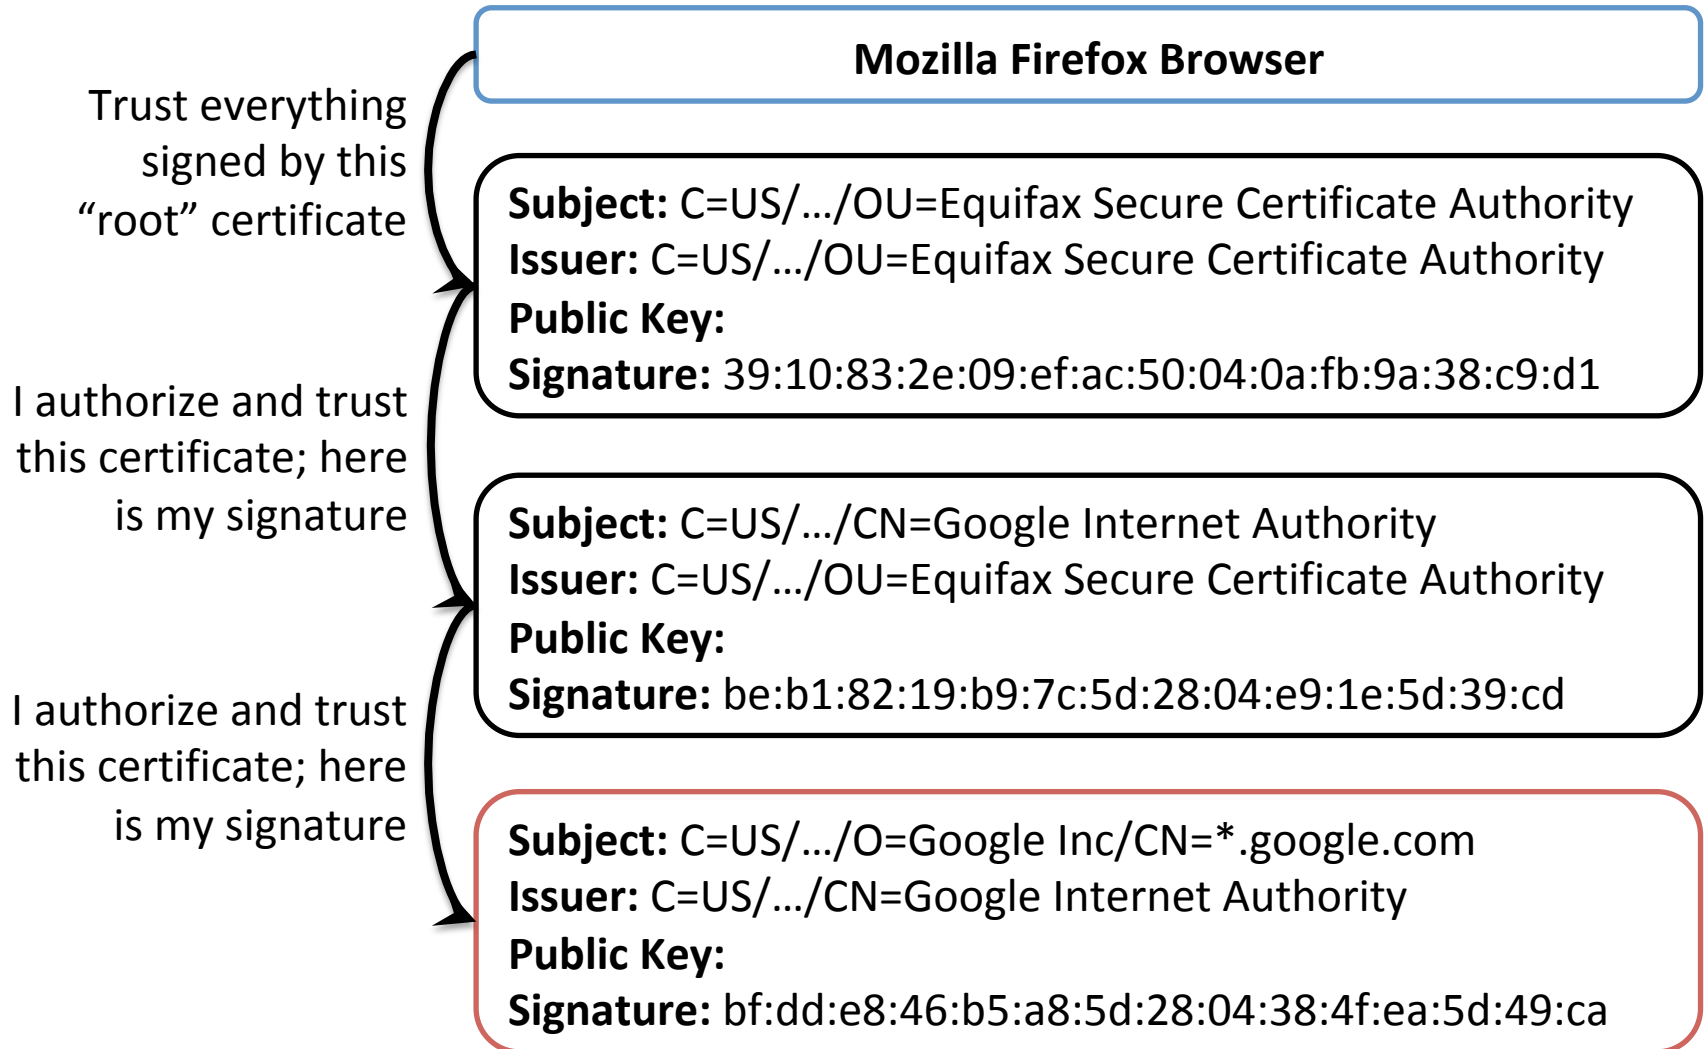 Mozilla Firefox Browser
Trust everything
signed by this
“root” certificate
Subject: C=US/…/OU=Equifax Secure Certificate Authority
Issuer: C=US/…/OU=Equifax Secure Certificate Authority
Public Key:
Signature: 39:10:83:2e:09:ef:ac:50:04:0a:fb:9a:38:c9:d1
I authorize and trust
this certificate; here
is my signature
Subject: C=US/…/CN=Google Internet Authority
Issuer: C=US/…/OU=Equifax Secure Certificate Authority
Public Key:
Signature: be:b1:82:19:b9:7c:5d:28:04:e9:1e:5d:39:cd
I authorize and trust
this certificate; here
is my signature
Subject: C=US/…/O=Google Inc/CN=*.google.com
Issuer: C=US/…/CN=Google Internet Authority
Public Key:
Signature: bf:dd:e8:46:b5:a8:5d:28:04:38:4f:ea:5d:49:ca